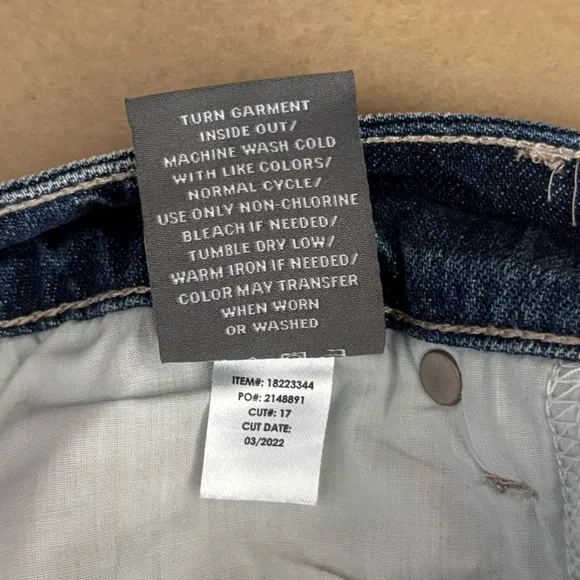 TURN GARMENT
INSIDE OUT/
MACHINE WASH COLD
WITH LIKE COLORS/
NORMAL CYCLE/
USE ONLY NON-CHLORINE
BLEACH IF NEEDED/
TUMBLE DRY LOW/
WARM IRON IF NEEDED/
COLOR MAY TRANSFER
WHEN WORN
OR WASHED
ITEM#: 18223344
PO#: 2148891
CUT#: 17
CUT DATE:
03/2022